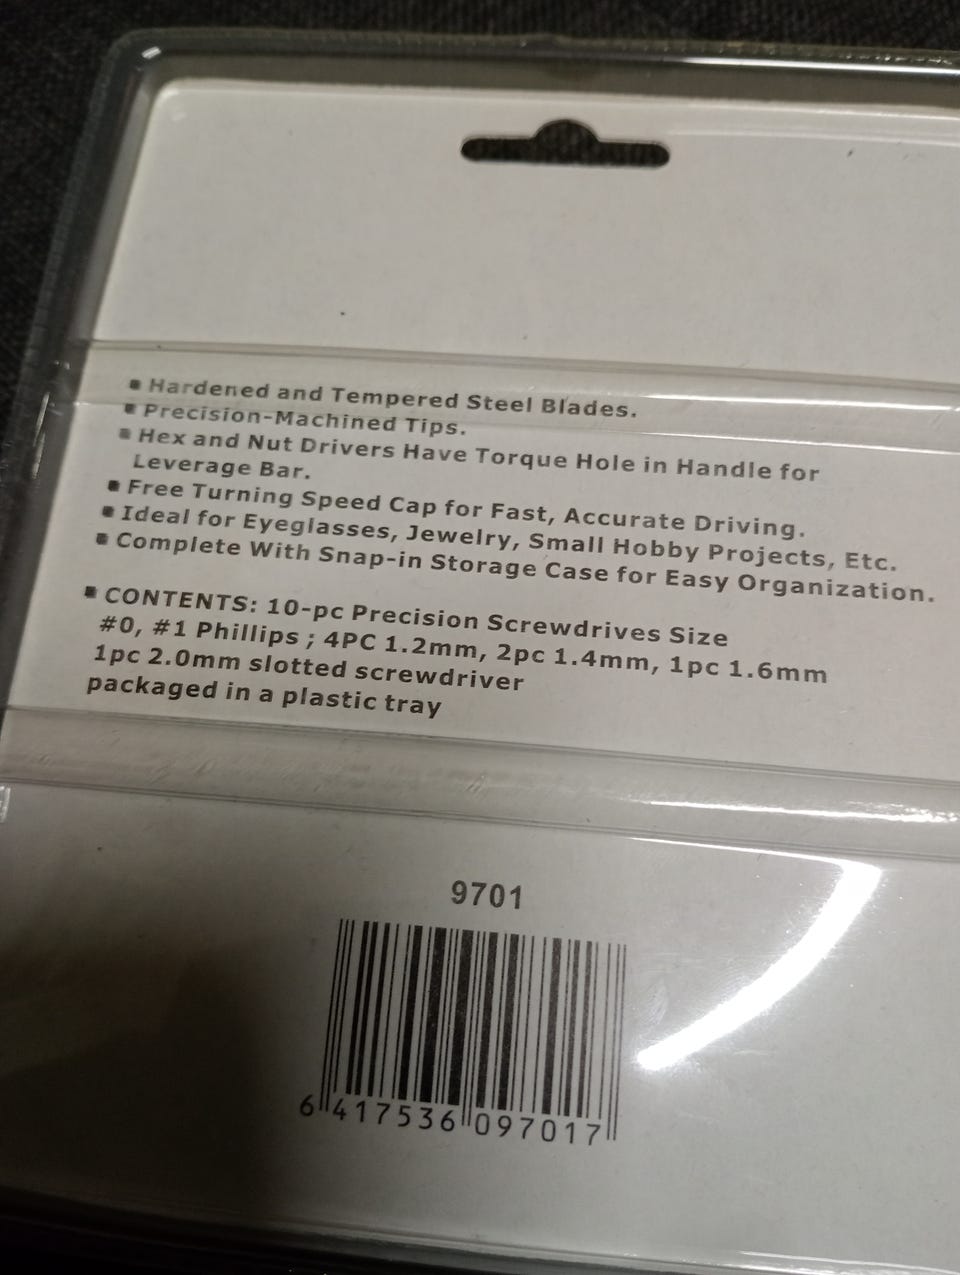 ▪ Hardened and Tempered Steel Blades.
▪ Precision-Machined Tips.
▪ Hex and Nut Drivers Have Torque Hole in Handle for
Leverage Bar.
▪ Free Turning Speed Cap for Fast, Accurate Driving.
▪ Ideal for Eyeglasses, Jewelry, Small Hobby Projects, Etc.
▪ Complete With Snap-in Storage Case for Easy Organization.
▪ CONTENTS: 10-pc Precision Screwdrives Size
#0, #1 Phillips ; 4PC 1.2mm, 2pc 1.4mm, 1pc 1.6mm
1pc 2.0mm slotted screwdriver
packaged in a plastic tray
9701
6 417536 097017